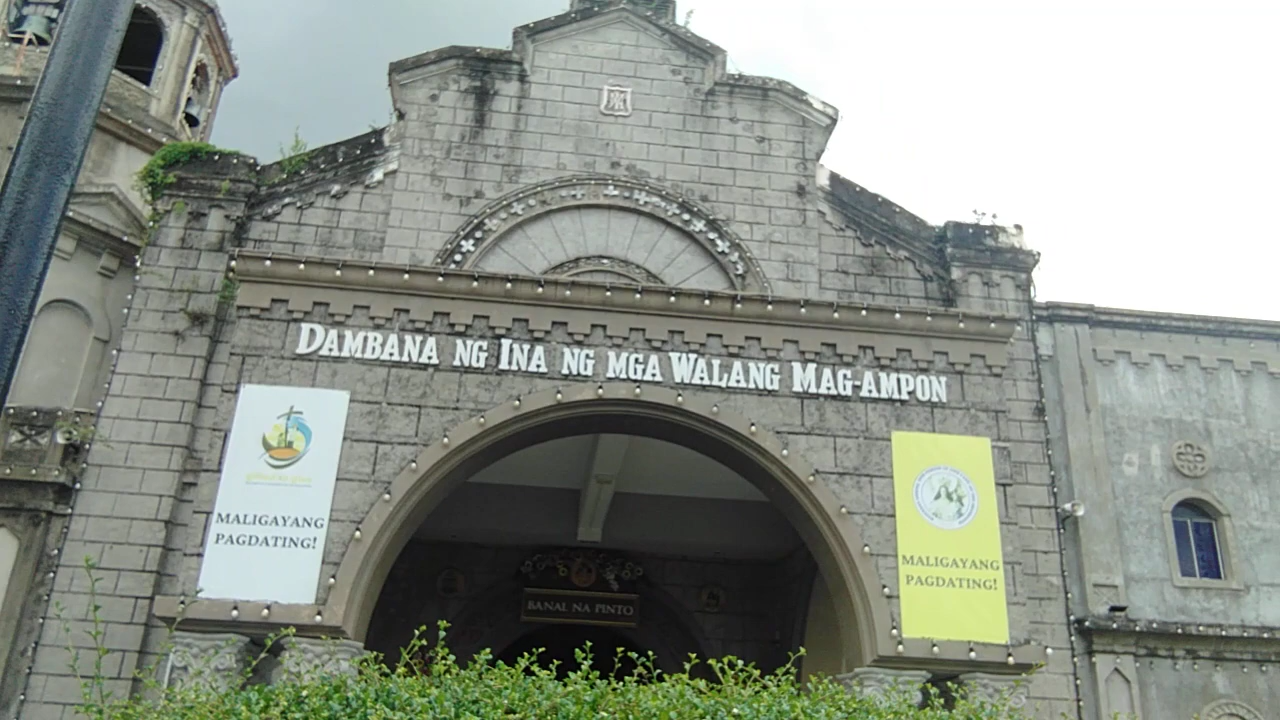 DAMBANA NG INA NG MGA WALANG MAG-AMPON
MALIGAYANG
PAGDATING!
MALIGAYANG
PAGDATING!
BANAL NA PINTO